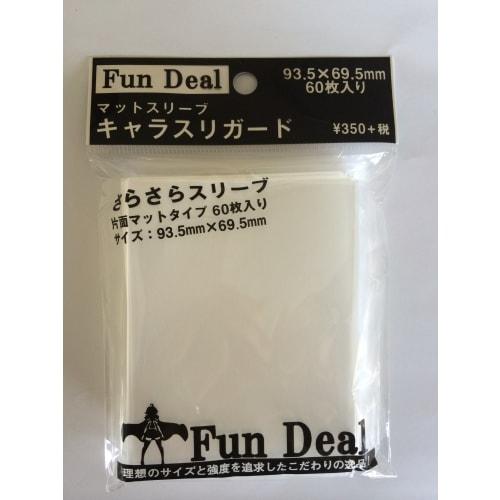 Fun Deal
93.5×69.5mm
60枚入り
マットスリーブ
キャラスリガード
¥350+税
さらさらスリーブ
片面マットタイプ 60枚入り
サイズ：93.5mm×69.5mm
Fun Deal
理想のサイズと強度を追求したこだわりの逸品!